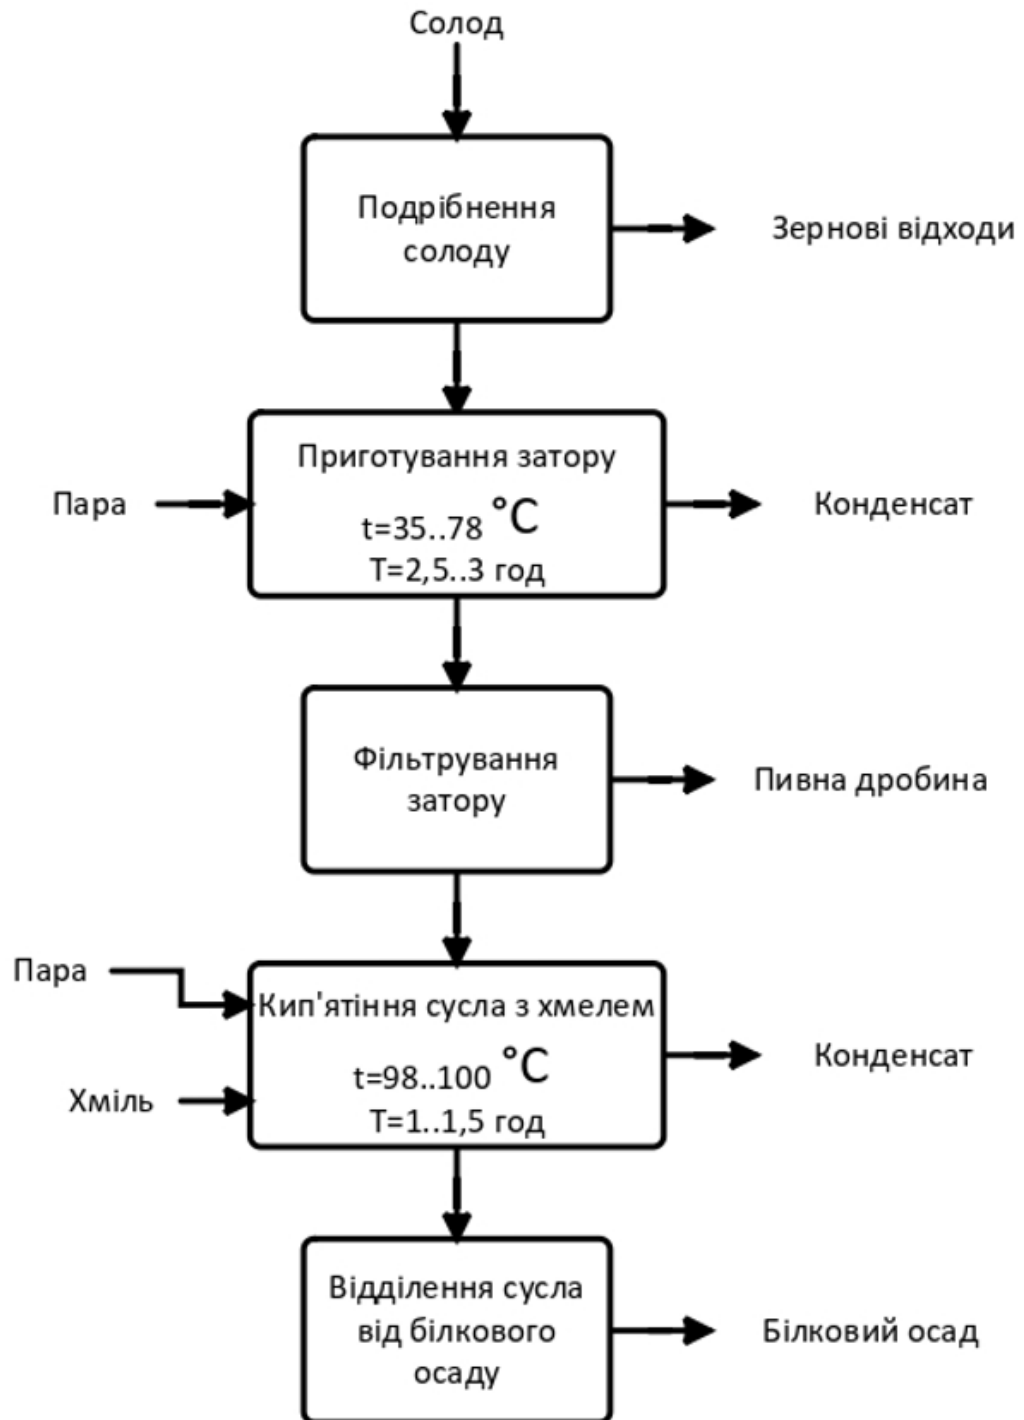 Солод
Подрібнення
солоду
Зернові відходи
Приготування затору
t=35..78 °C
T=2,5..3 год
Пара
Конденсат
Фільтрування
затору
Пивна дробина
Пара
Хміль
Кип'ятіння сусла з хмелем
t=98..100 °C
T=1..1,5 год
Конденсат
Відділення сусла
від білкового
осаду
Білковий осад